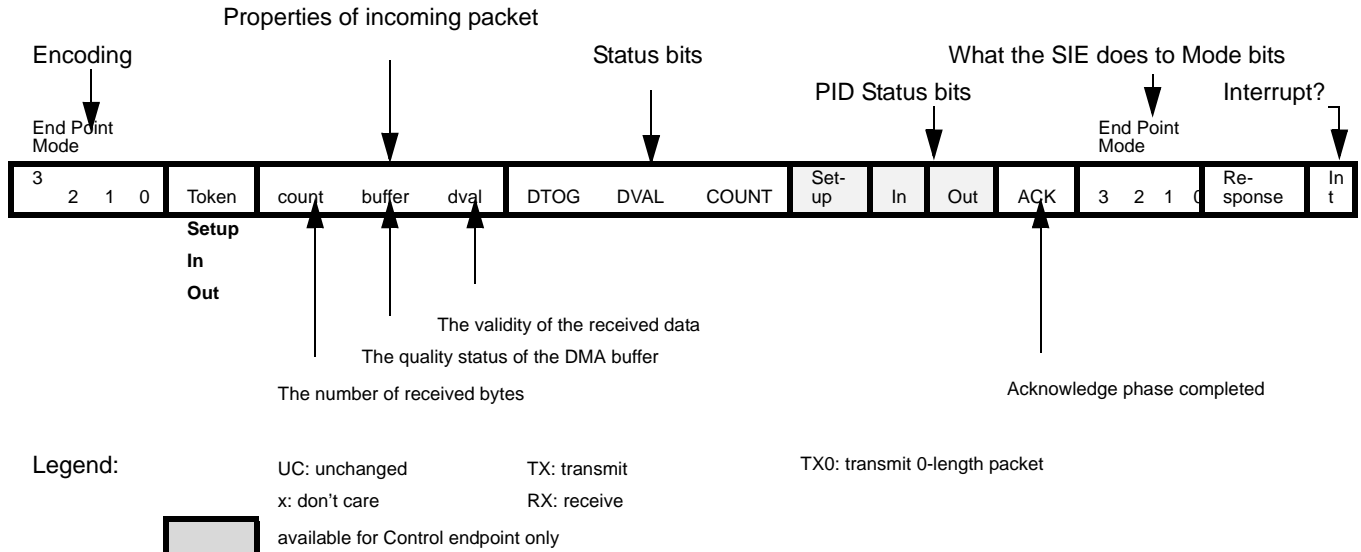 Properties of incoming packet
Encoding
Status bits
What the SIE does to Mode bits
PID Status bits
Interrupt?
End Point
Mode
End Point
Mode
3
2 1 0
Token
count buffer dval
DTOG DVAL COUNT
Set-
up
In
Out
ACK
3 2 1 0
Re-
sponse
In
t
Setup
In
Out
The validity of the received data
The quality status of the DMA buffer
The number of received bytes
Acknowledge phase completed
Legend:
UC: unchanged
TX: transmit
TX0: transmit 0-length packet
x: don't care
RX: receive
available for Control endpoint only